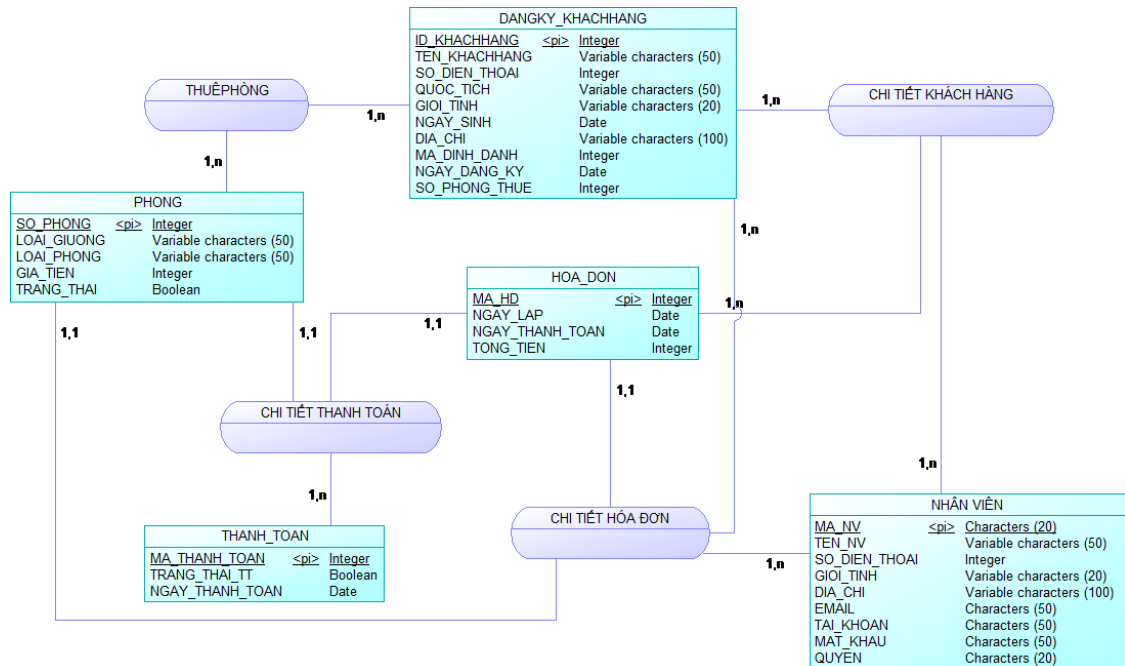 DANGKY_KHACHHANG
ID_KHACHHANG <pi> Integer
TEN_KHACHHANG Variable characters (50)
SO_DIEN_THOAI Integer
QUOC_TICH Variable characters (50)
GIOI_TINH Variable characters (20)
NGAY_SINH Date
DIA_CHI Variable characters (100)
MA_DINH_DANH Integer
NGAY_DANG_KY Date
SO_PHONG_THUE Integer
THUÊPHÒNG
1,n
1,n
CHI TIẾT KHÁCH HÀNG
1,n
1,n
PHONG
SO_PHONG <pi> Integer
LOAI_GIUONG Variable characters (50)
LOAI_PHONG Variable characters (50)
GIA_TIEN Integer
TRANG_THAI Boolean
HOA_DON
MA_HD <pi> Integer
NGAY_LAP Date
NGAY_THANH_TOAN Date
TONG_TIEN Integer
1,n
1,1
1,1
1,1
1,1
CHI TIẾT THANH TOÁN
1,n
1,n
THANH_TOAN
MA_THANH_TOAN <pi> Integer
TRANG_THAI_TT Boolean
NGAY_THANH_TOAN Date
CHI TIẾT HÓA ĐƠN
1,n
NHÂN VIÊN
MA_NV <pi> Characters (20)
TEN_NV Variable characters (50)
SO_DIEN_THOAI Integer
GIOI_TINH Variable characters (20)
DIA_CHI Variable characters (100)
EMAIL Characters (50)
TAI_KHOAN Characters (50)
MAT_KHAU Characters (50)
QUYEN Characters (20)